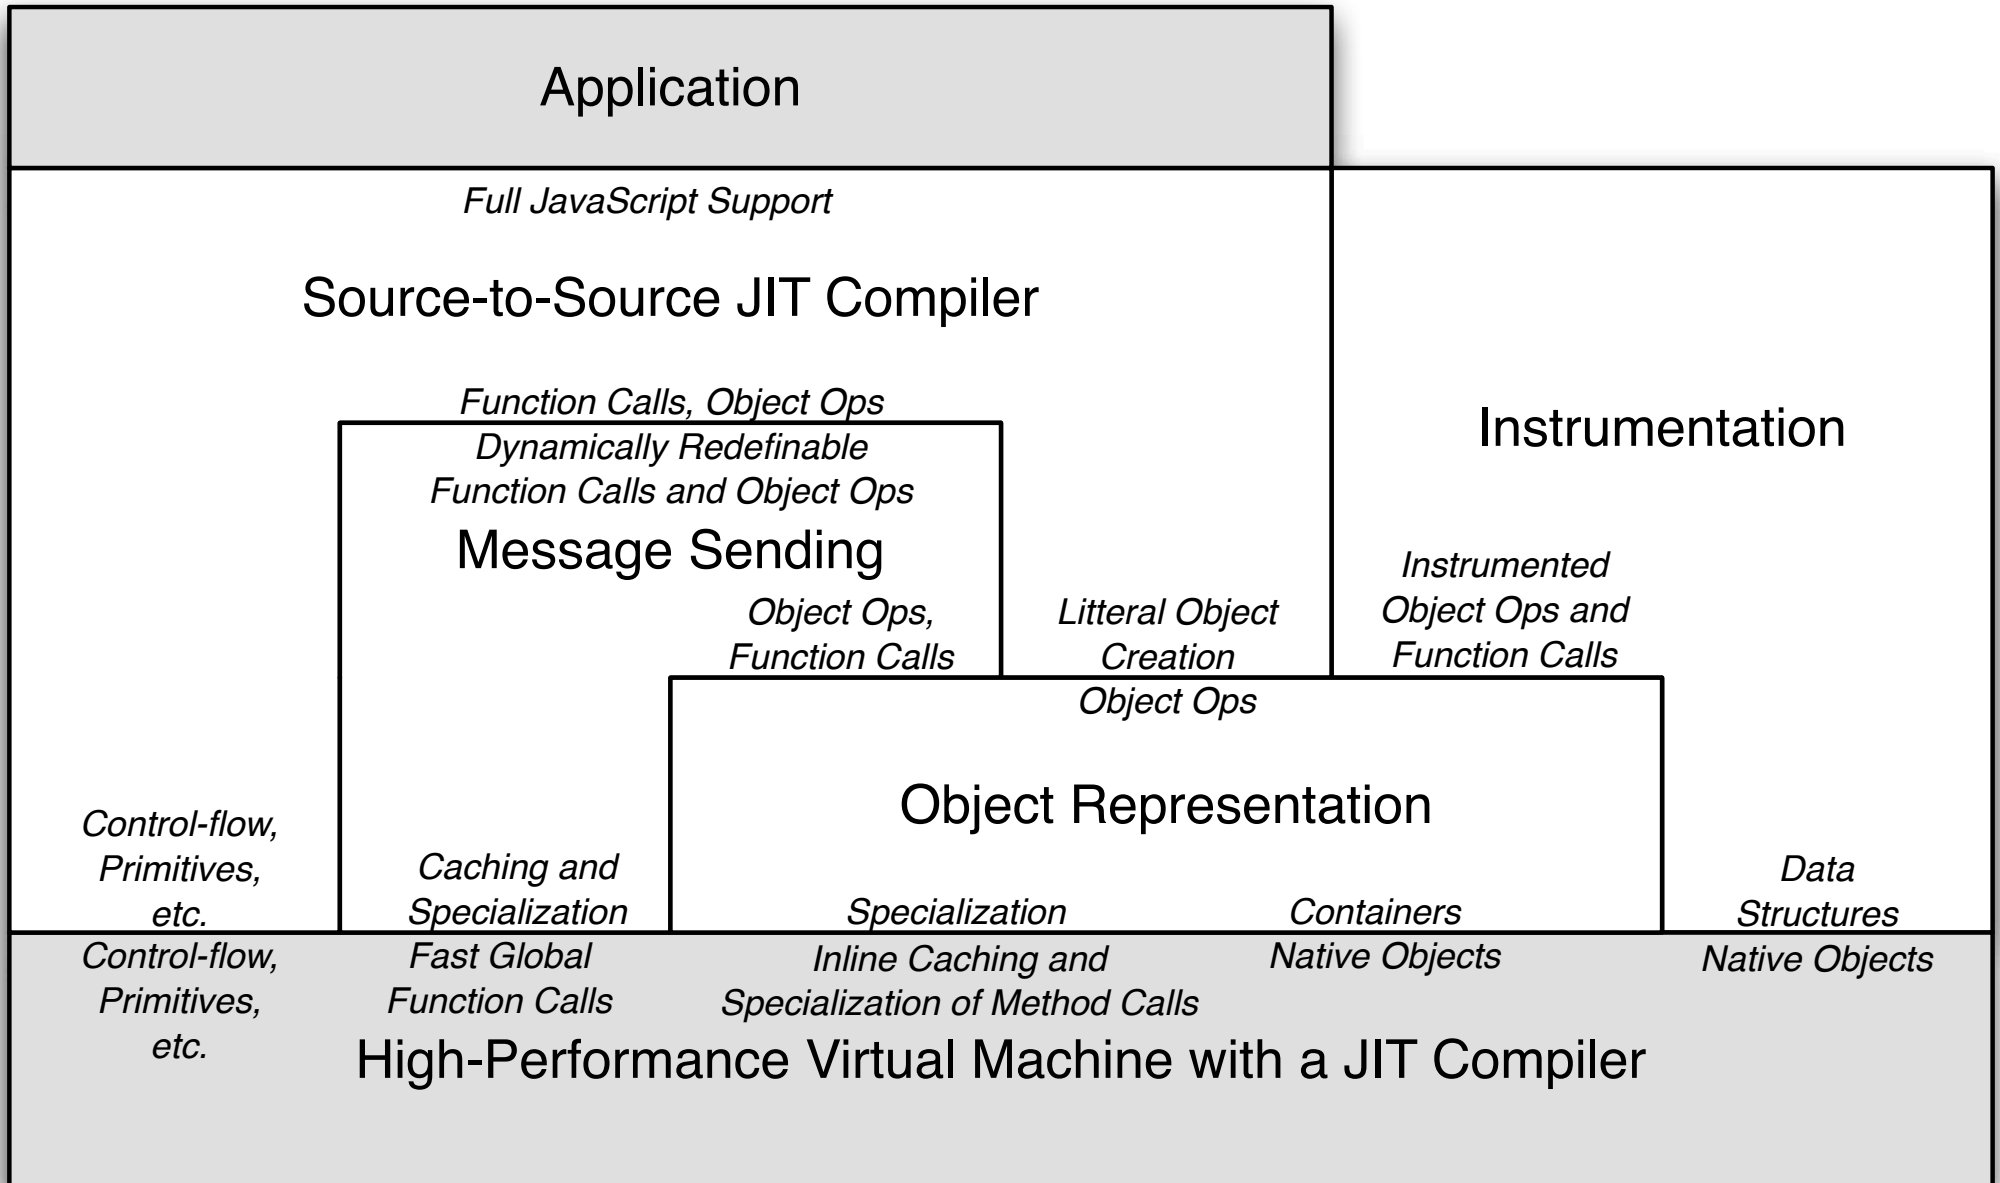 Application
Full JavaScript Support
Source-to-Source JIT Compiler
Function Calls, Object Ops
Dynamically Redefinable
Function Calls and Object Ops
Message Sending
Object Ops,
Function Calls
Litteral Object
Creation
Instrumentation
Instrumented
Object Ops and
Function Calls
Object Ops
Object Representation
Control-flow,
Primitives,
etc.
Caching and
Specialization
Specialization
Containers
Data
Structures
Control-flow,
Primitives,
etc.
Fast Global
Function Calls
Inline Caching and
Specialization of Method Calls
Native Objects
Native Objects
High-Performance Virtual Machine with a JIT Compiler